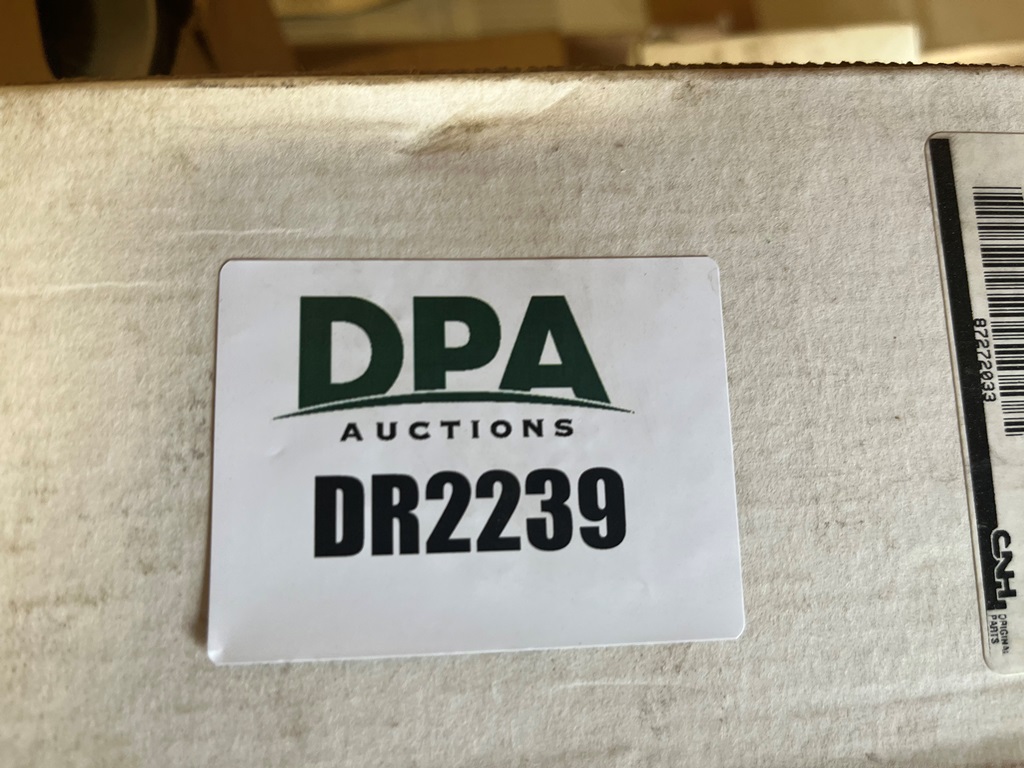 DPA
AUCTIONS
DR2239
87272033
CNH
ORIGINAL
PARTS